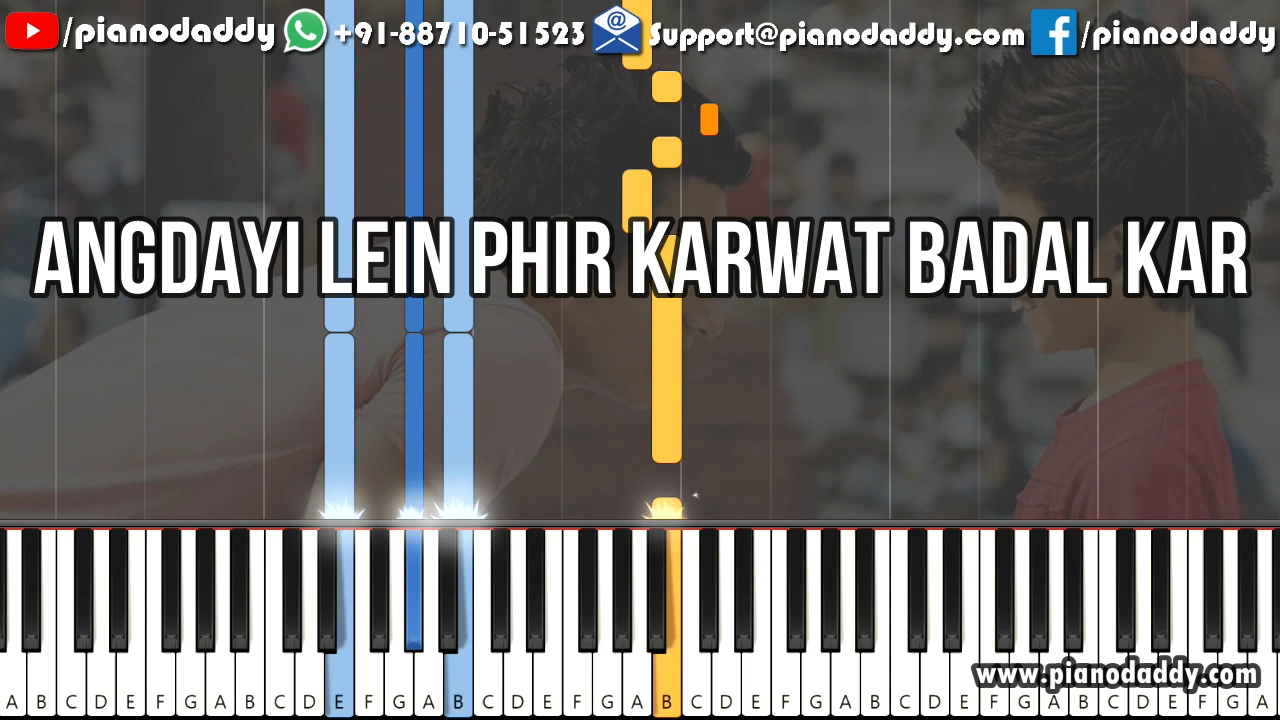 /pianodaddy +91-88710-51523 Support@pianodaddy.com /pianodaddy
ANGDAYI LEIN PHIR KARWAT BADAL KAR
www.pianodaddy.com
A B C D E F G A B C D E F G A B C D E F G A B C D E F G A B C D E F G A B C D E F G A